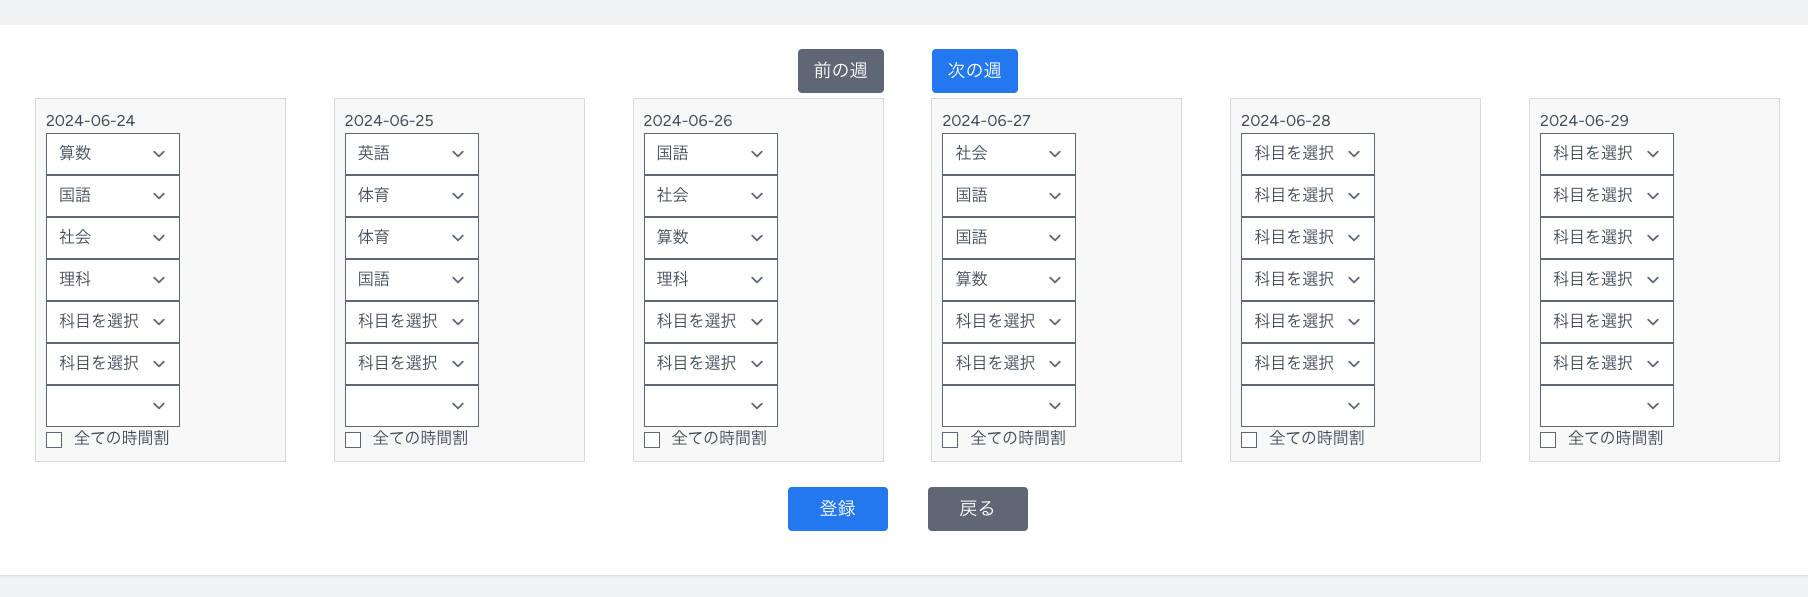 前の週 次の週
2024-06-24 2024-06-25 2024-06-26 2024-06-27 2024-06-28 2024-06-29
算数 英語 国語 社会 科目を選択 科目を選択
国語 体育 社会 国語 科目を選択 科目を選択
社会 体育 算数 国語 科目を選択 科目を選択
理科 国語 理科 算数 科目を選択 科目を選択
科目を選択 科目を選択 科目を選択 科目を選択 科目を選択 科目を選択
科目を選択 科目を選択 科目を選択 科目を選択 科目を選択 科目を選択
全ての時間割 全ての時間割 全ての時間割 全ての時間割 全ての時間割 全ての時間割
登録 戻る